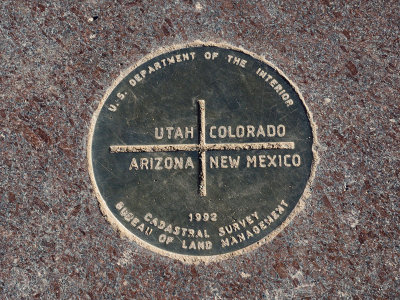 U.S. DEPARTMENT OF THE INTERIOR
UTAH COLORADO
ARIZONA NEW MEXICO
1992
CADASTRAL SURVEY
BUREAU OF LAND MANAGEMENT